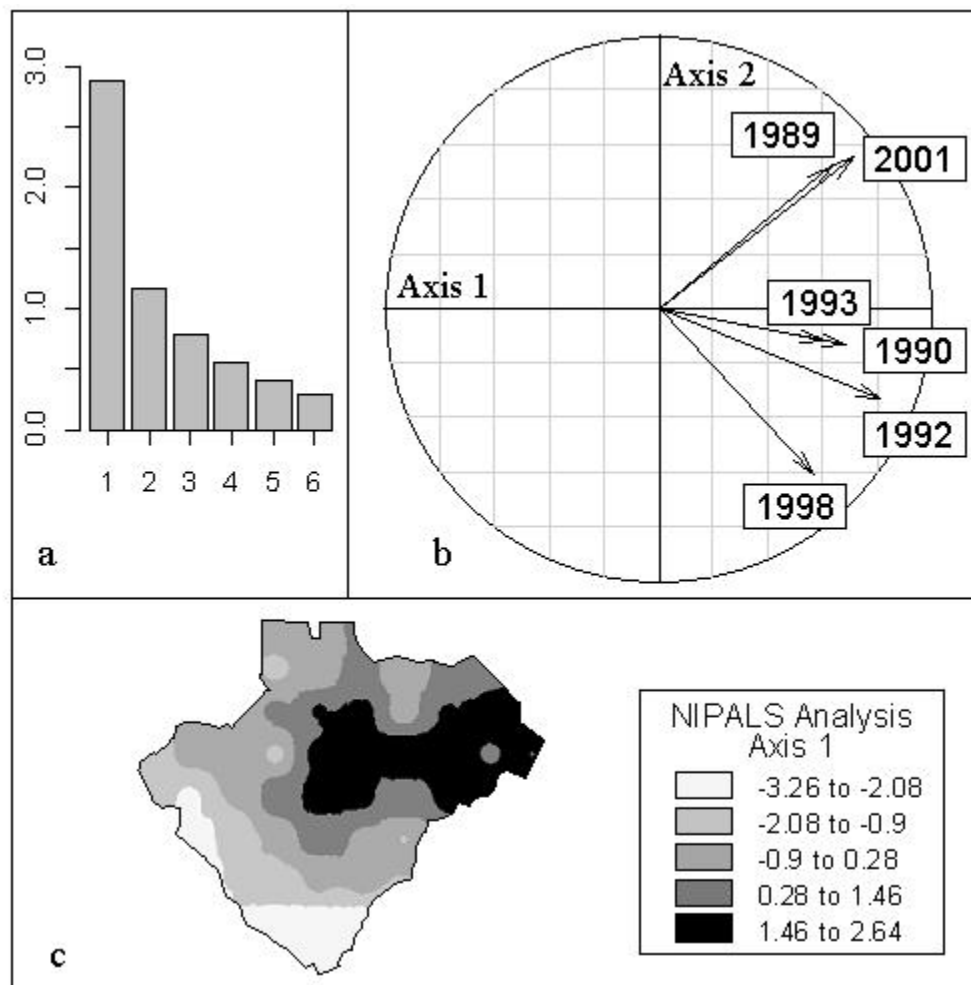 3.0
2.0
1.0
0.0
1 2 3 4 5 6
a
Axis 2
1989
2001
Axis 1
1993
1990
1992
1998
b
NIPALS Analysis
Axis 1
-3.26 to -2.08
-2.08 to -0.9
-0.9 to 0.28
0.28 to 1.46
1.46 to 2.64
c